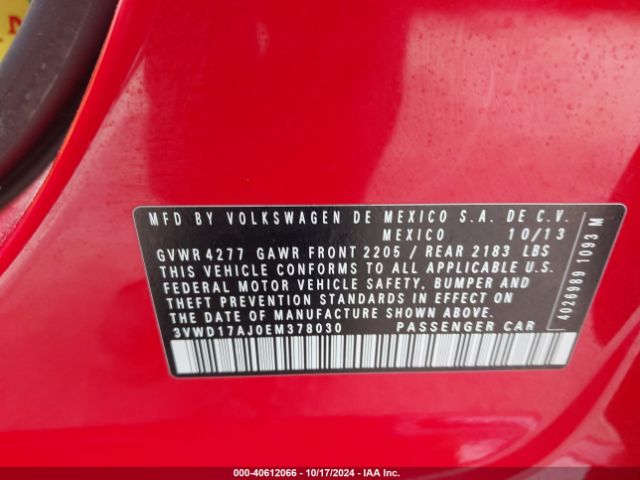 MFD BY VOLKSWAGEN DE MEXICO S.A. DE C.V.
MEXICO 10/13
GVWR 4277 GAWR FRONT 2205 / REAR 2183 LBS
THIS VEHICLE CONFORMS TO ALL APPLICABLE U.S.
FEDERAL MOTOR VEHICLE SAFETY, BUMPER AND
THEFT PREVENTION STANDARDS IN EFFECT ON
THE DATE OF MANUFACTURE SHOWN ABOVE.
3VWD17AJ0EM378030 PASSENGER CAR
4026989 1093 M
000-40612066 - 10/17/2024 - IAA Inc.